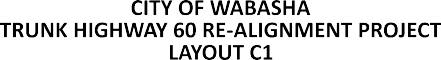 CITY OF WABASHA
TRUNK HIGHWAY 60 RE-ALIGNMENT PROJECT
LAYOUT C1